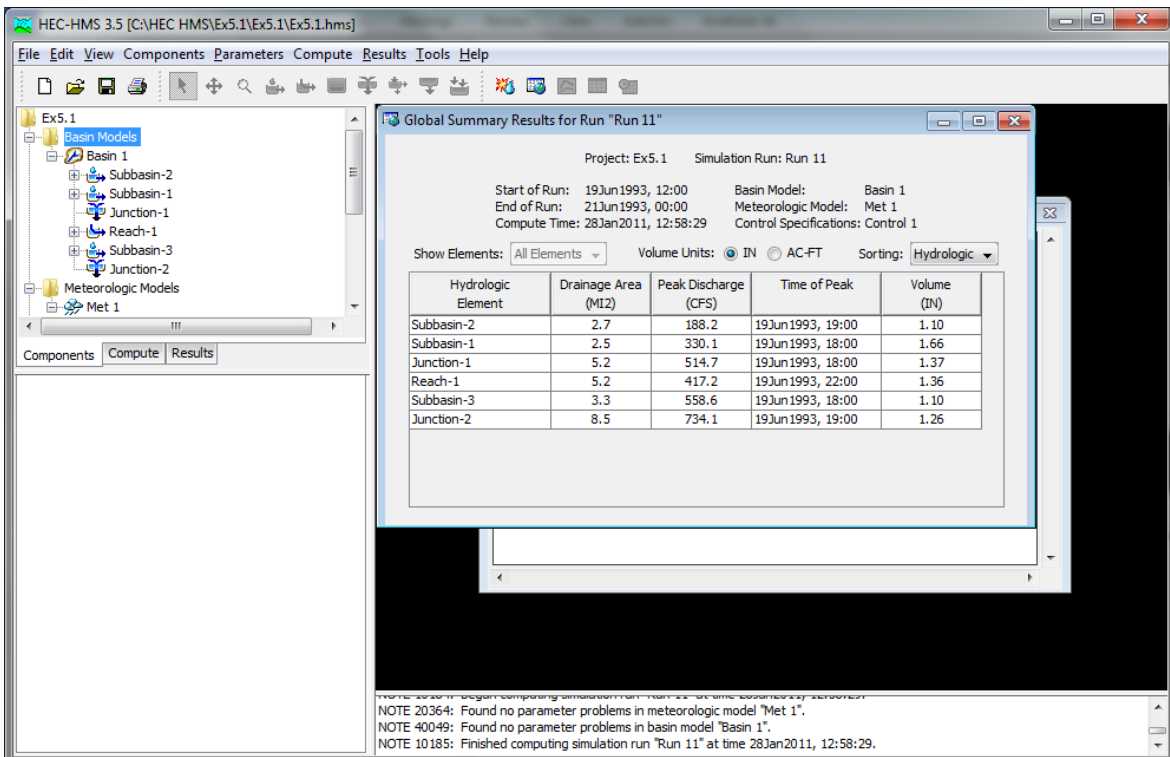 HEC-HMS 3.5 [C:\HEC HMS\Ex5.1\Ex5.1\Ex5.1.hms]
File Edit View Components Parameters Compute Results Tools Help
Ex5.1
Basin Models
Basin 1
Subbasin-2
Subbasin-1
Junction-1
Reach-1
Subbasin-3
Junction-2
Meteorologic Models
Met 1
Components Compute Results
Global Summary Results for Run "Run 11"
Project: Ex5.1 Simulation Run: Run 11
Start of Run: 19Jun1993, 12:00 Basin Model: Basin 1
End of Run: 21Jun1993, 00:00 Meteorologic Model: Met 1
Compute Time: 28Jan2011, 12:58:29 Control Specifications: Control 1
Show Elements: All Elements Volume Units: IN AC-FT Sorting: Hydrologic
Hydrologic Drainage Area Peak Discharge Time of Peak Volume
Element (MI2) (CFS) (IN)
Subbasin-2 2.7 188.2 19Jun1993, 19:00 1.10
Subbasin-1 2.5 330.1 19Jun1993, 18:00 1.66
Junction-1 5.2 514.7 19Jun1993, 18:00 1.37
Reach-1 5.2 417.2 19Jun1993, 22:00 1.36
Subbasin-3 3.3 558.6 19Jun1993, 18:00 1.10
Junction-2 8.5 734.1 19Jun1993, 19:00 1.26
NOTE 20364: Found no parameter problems in meteorologic model "Met 1".
NOTE 40049: Found no parameter problems in basin model "Basin 1".
NOTE 10185: Finished computing simulation run "Run 11" at time 28Jan2011, 12:58:29.